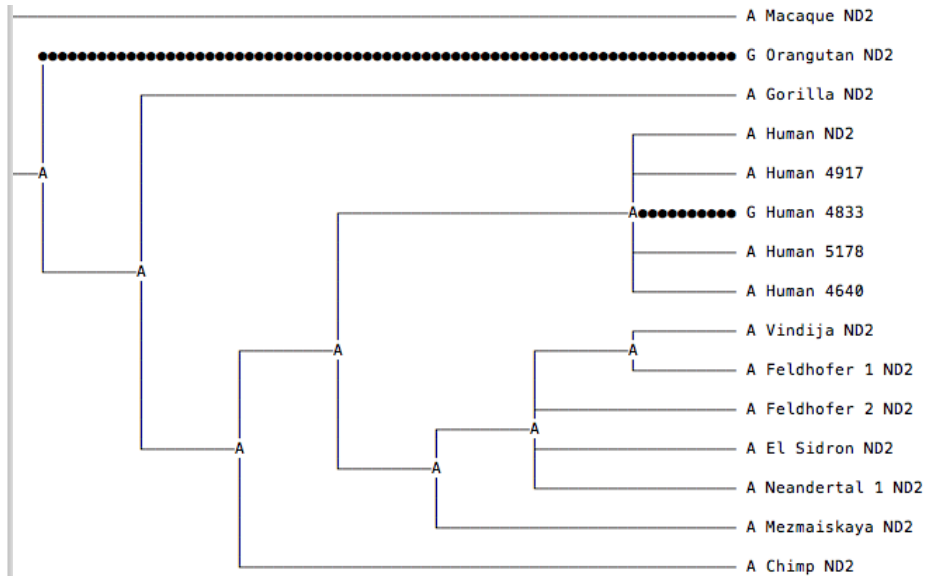 A Macaque ND2
G Orangutan ND2
A Gorilla ND2
A Human ND2
A Human 4917
A
A G Human 4833
A Human 5178
A
A Human 4640
A Vindija ND2
A A
A Feldhofer 1 ND2
A Feldhofer 2 ND2
A
A A El Sidron ND2
A
A Neandertal 1 ND2
A Mezmaiskaya ND2
A Chimp ND2